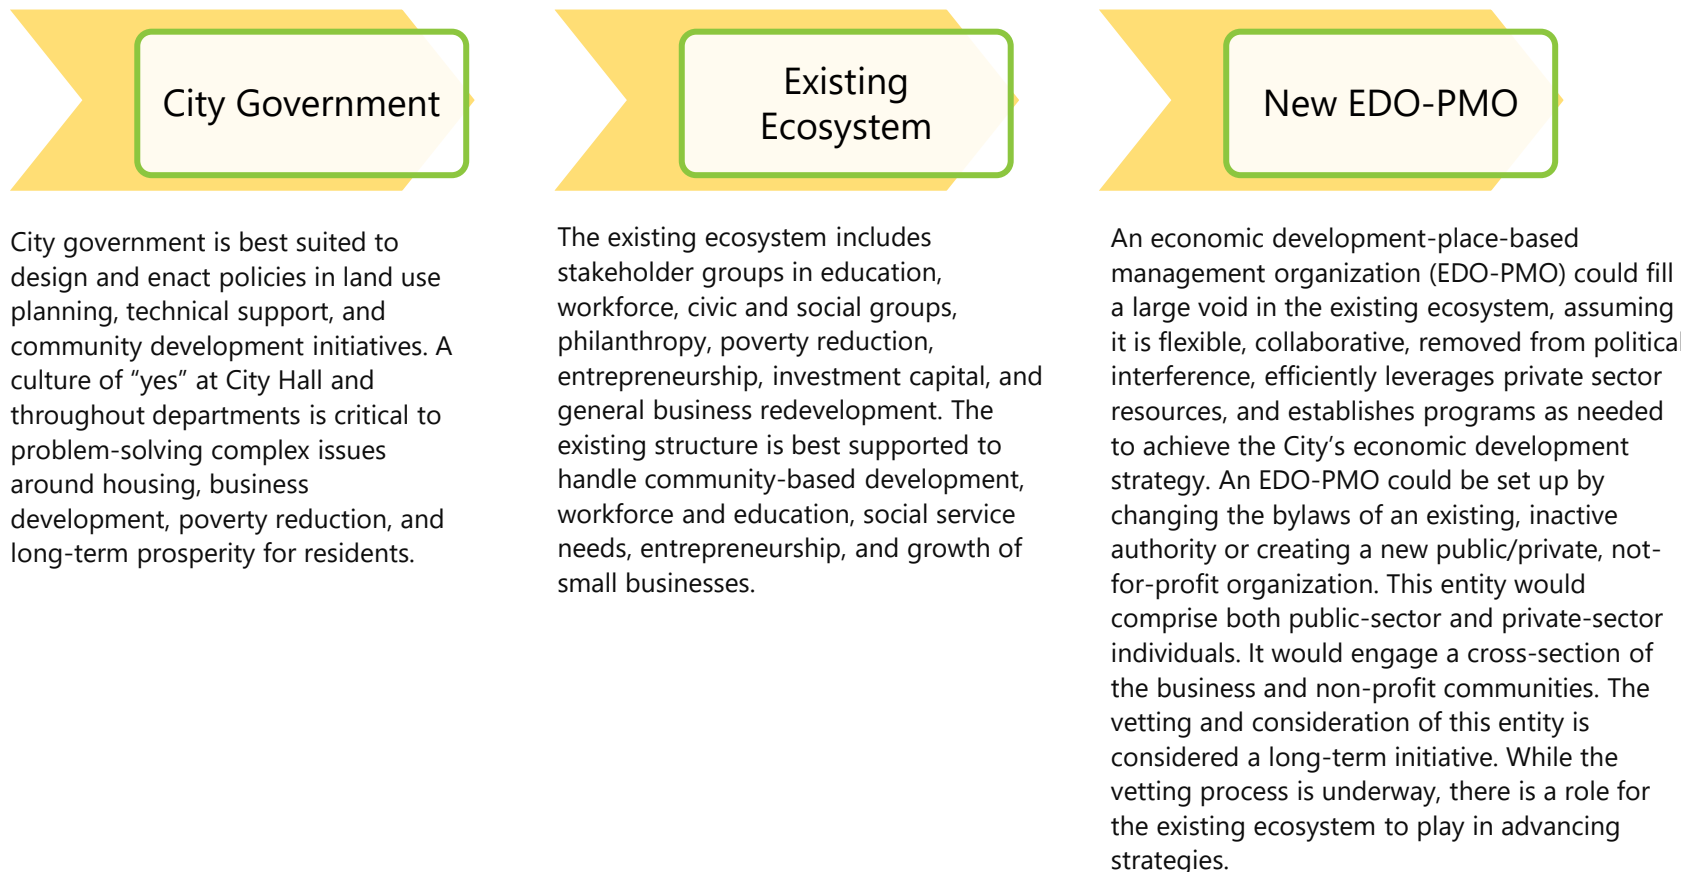 City Government
City government is best suited to
design and enact policies in land use
planning, technical support, and
community development initiatives. A
culture of “yes” at City Hall and
throughout departments is critical to
problem-solving complex issues
around housing, business
development, poverty reduction, and
long-term prosperity for residents.
Existing
Ecosystem
The existing ecosystem includes
stakeholder groups in education,
workforce, civic and social groups,
philanthropy, poverty reduction,
entrepreneurship, investment capital, and
general business redevelopment. The
existing structure is best supported to
handle community-based development,
workforce and education, social service
needs, entrepreneurship, and growth of
small businesses.
New EDO-PMO
An economic development-place-based
management organization (EDO-PMO) could fill
a large void in the existing ecosystem, assuming
it is flexible, collaborative, removed from political
interference, efficiently leverages private sector
resources, and establishes programs as needed
to achieve the City’s economic development
strategy. An EDO-PMO could be set up by
changing the bylaws of an existing, inactive
authority or creating a new public/private, not-
for-profit organization. This entity would
comprise both public-sector and private-sector
individuals. It would engage a cross-section of
the business and non-profit communities. The
vetting and consideration of this entity is
considered a long-term initiative. While the
vetting process is underway, there is a role for
the existing ecosystem to play in advancing
strategies.